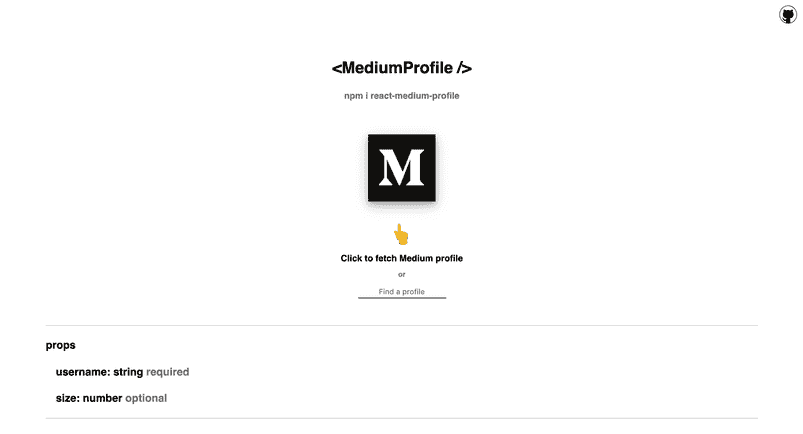 <MediumProfile />
npm i react-medium-profile
M
Click to fetch Medium profile
or
Find a profile
props
username: string required
size: number optional